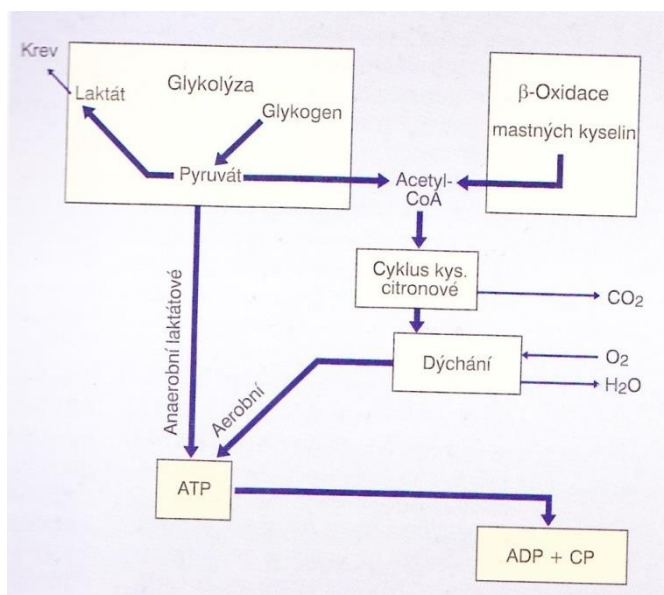 Krev
Laktát
Glykolýza
Glykogen
Pyruvát
β-Oxidace
mastných kyselin
Acetyl-
CoA
Cyklus kys.
citronové
CO2
Dýchání
O2
H2O
Anaerobní laktátové
Aerobní
ATP
ADP + CP